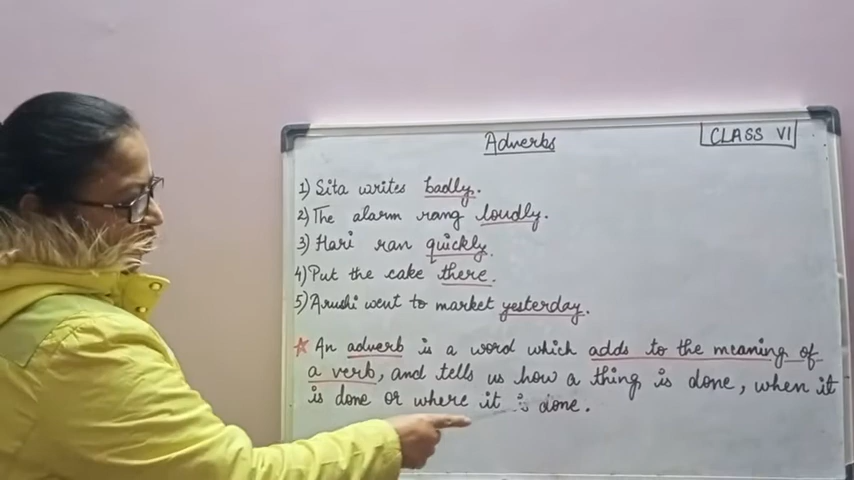 Adverbs
CLASS VI
1) Sita writes badly.
2) The alarm rang loudly.
3) Hari ran quickly.
4) Put the cake there.
5) Arushi went to market yesterday.
An adverb is a word which adds to the meaning of
a verb, and tells us how a thing is done, when it
is done or where it is done.